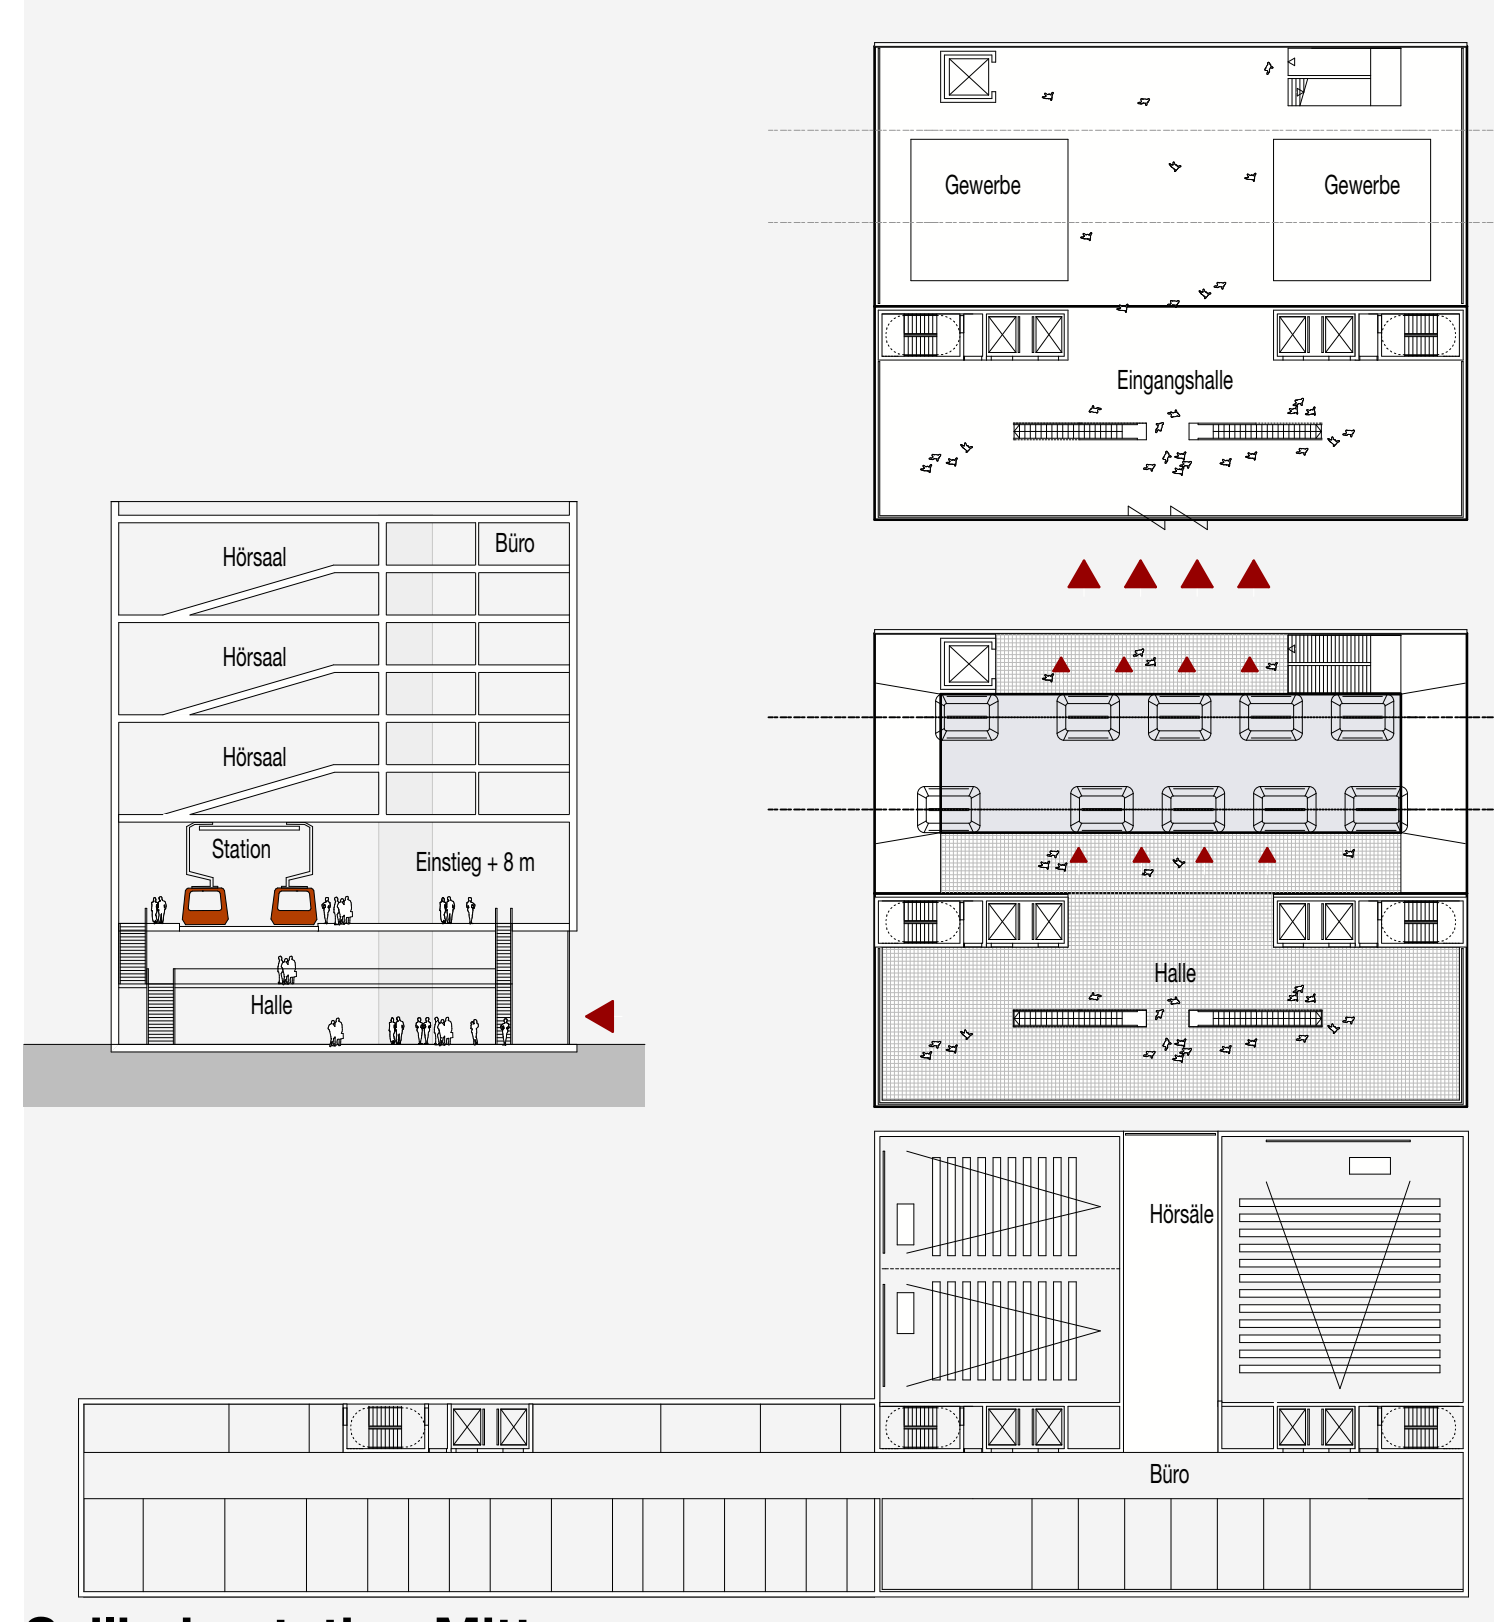 Gewerbe
Gewerbe
Eingangshalle
Hörsaal
Büro
Hörsaal
Hörsaal
Station
Einstieg + 8 m
Halle
Halle
Hörsäle
Büro